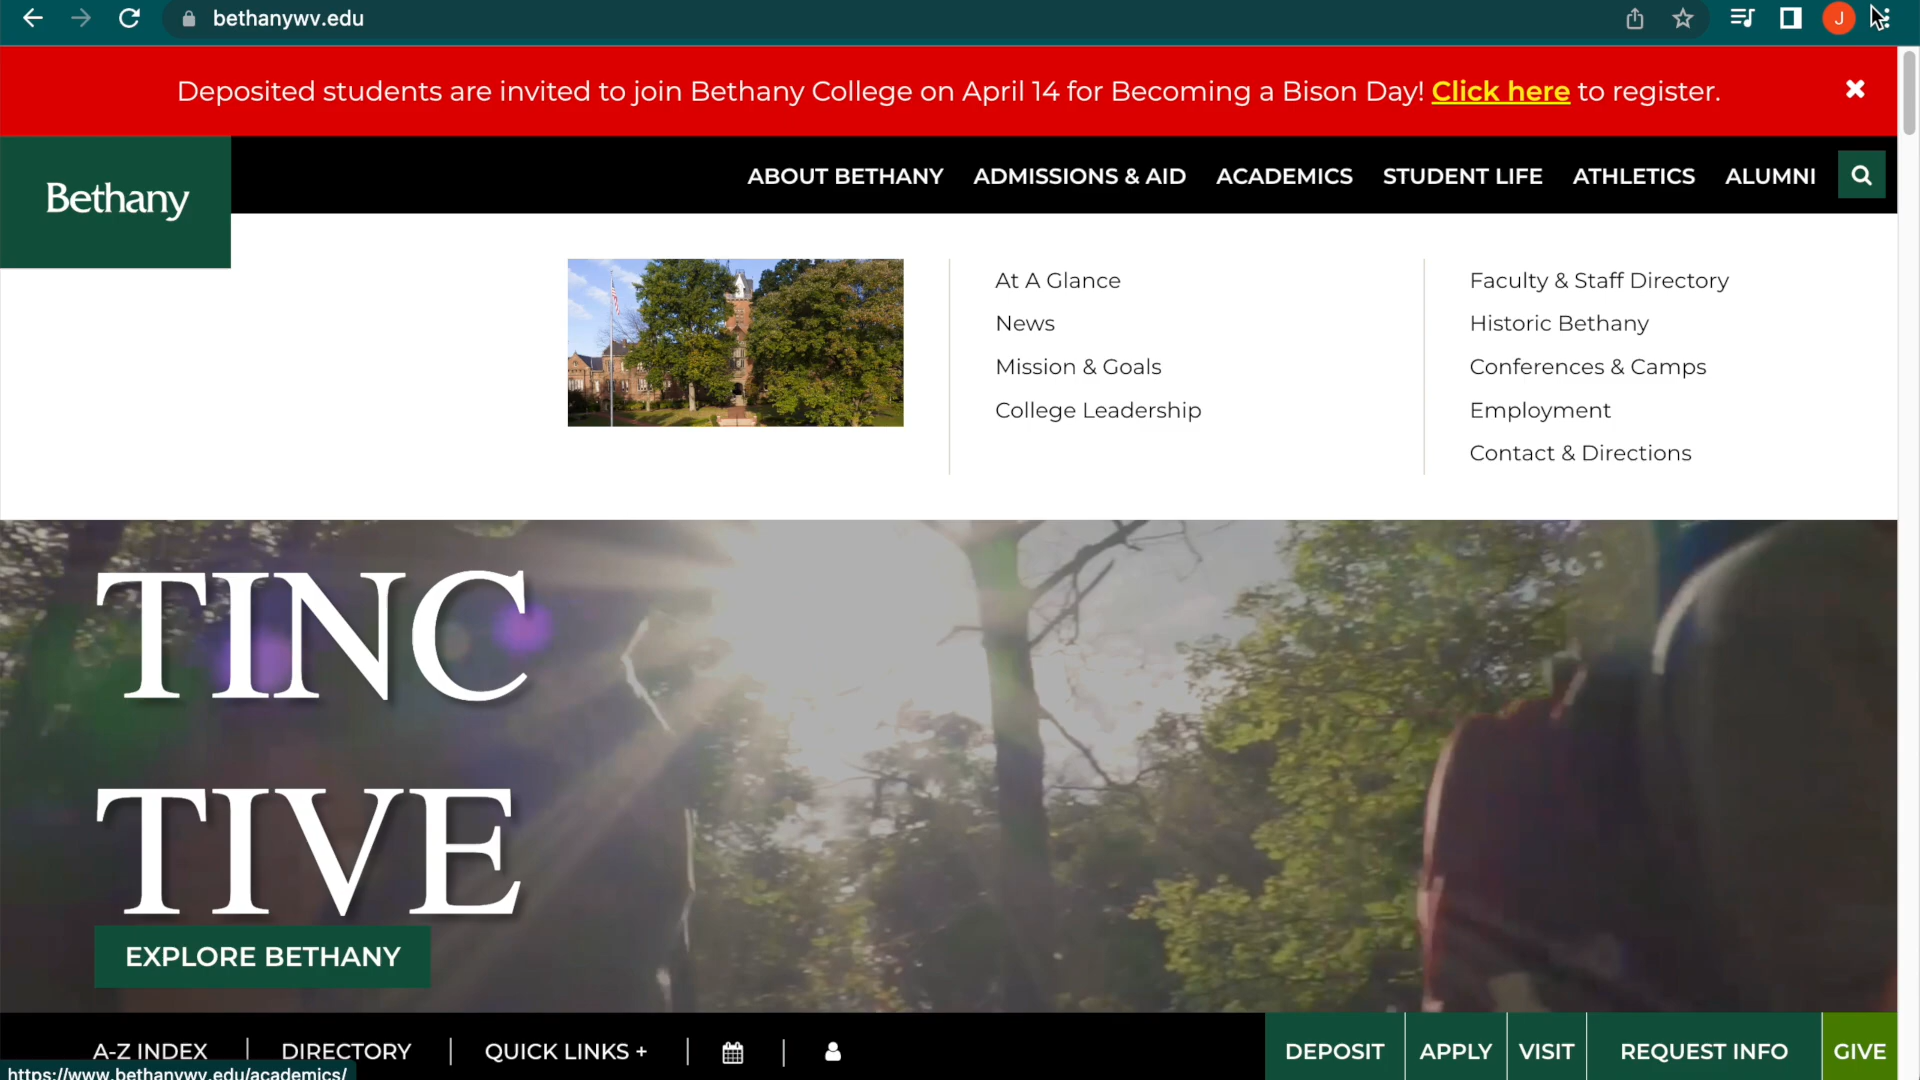 bethanywv.edu
J
Deposited students are invited to join Bethany College on April 14 for Becoming a Bison Day! Click here to register.
Bethany
ABOUT BETHANY
ADMISSIONS & AID
ACADEMICS
STUDENT LIFE
ATHLETICS
ALUMNI
At A Glance
News
Mission & Goals
College Leadership
Faculty & Staff Directory
Historic Bethany
Conferences & Camps
Employment
Contact & Directions
TINC
TIVE
EXPLORE BETHANY
A-Z INDEX
DIRECTORY
QUICK LINKS +
DEPOSIT
APPLY
VISIT
REQUEST INFO
GIVE
https://www.bethanywv.edu/academics/